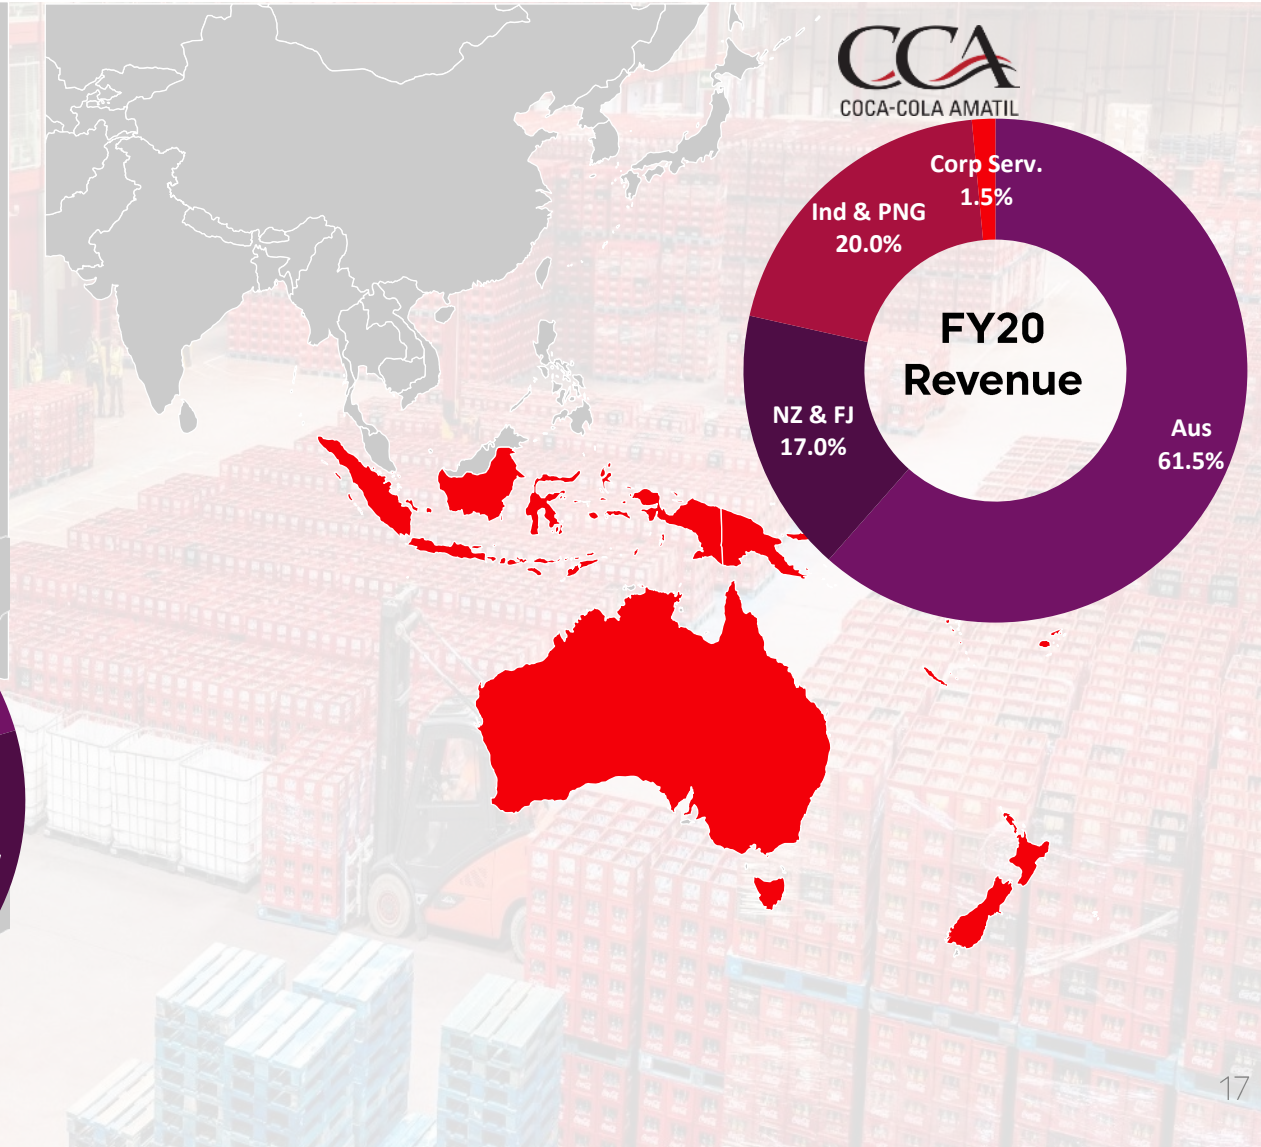 CCA
COCA-COLA AMATIL
Corp Serv.
1.5%
Ind & PNG
20.0%
FY20
Revenue
NZ & FJ
17.0%
Aus
61.5%
17